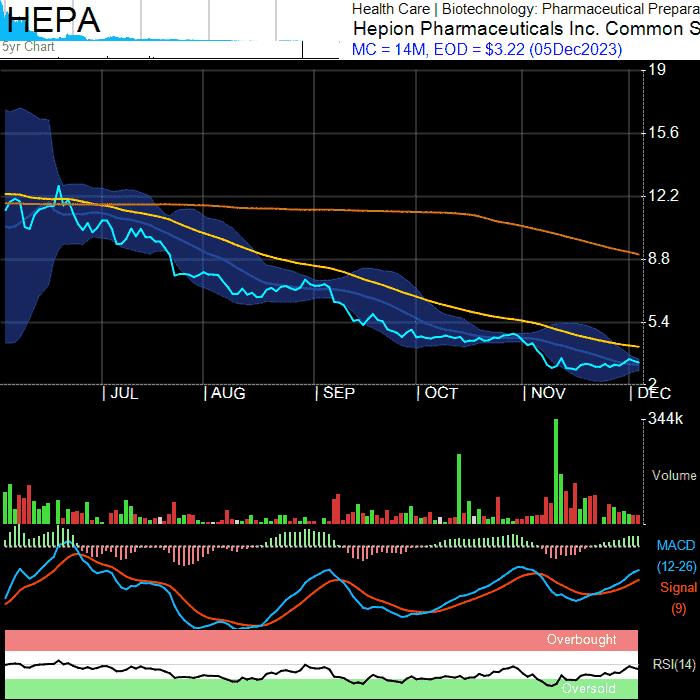 HEPA
5yr Chart
Health Care | Biotechnology: Pharmaceutical Prepara
Hepion Pharmaceuticals Inc. Common S
MC = 14M, EOD = $3.22 (05Dec2023)
19
15.6
12.2
8.8
5.4
2
JUL
AUG
SEP
OCT
NOV
DEC
344k
Volume
MACD
(12-26)
Signal
(9)
Overbought
RSI(14)
Oversold